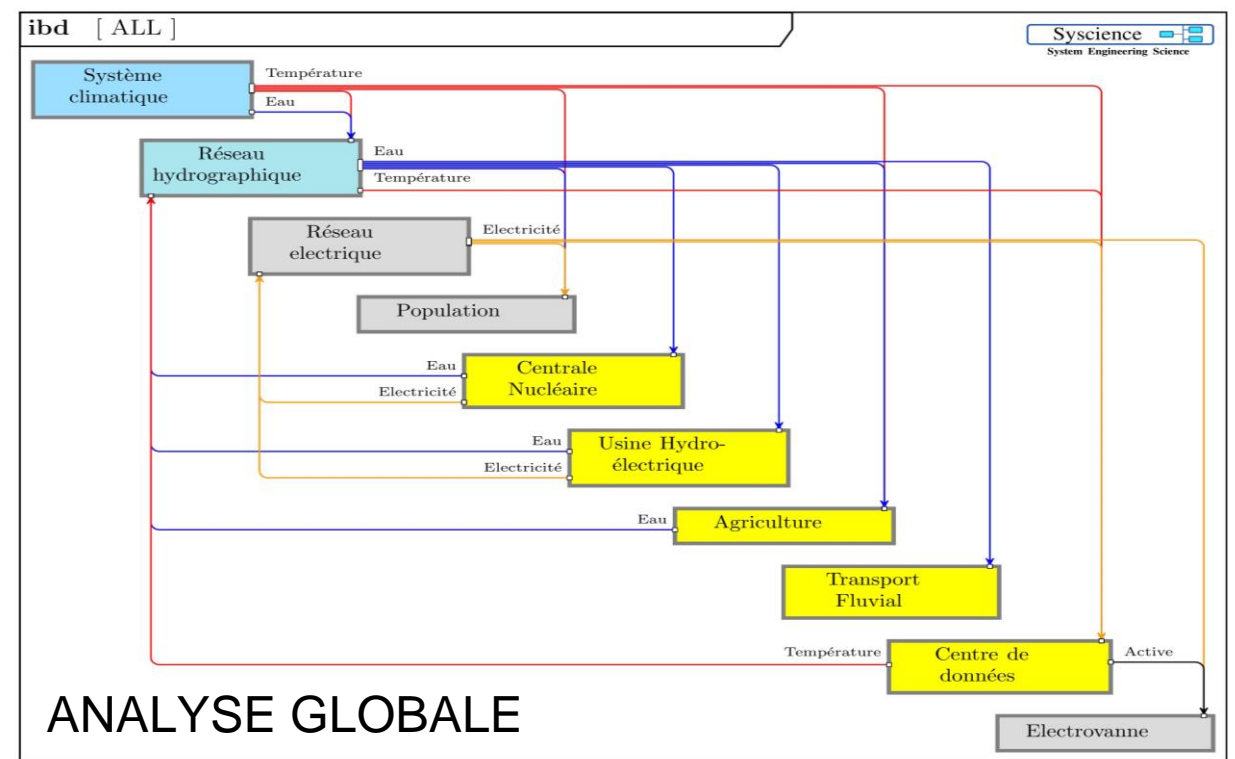 ibd [ ALL ]
Syscience
System Engineering Science
Système
climatique
Température
Eau
Réseau
hydrographique
Eau
Température
Réseau
electrique
Electricité
Population
Eau
Electricité
Centrale
Nucléaire
Eau
Electricité
Usine Hydro-
électrique
Eau
Agriculture
Transport
Fluvial
Température
Centre de
données
Active
Electrovanne
ANALYSE GLOBALE